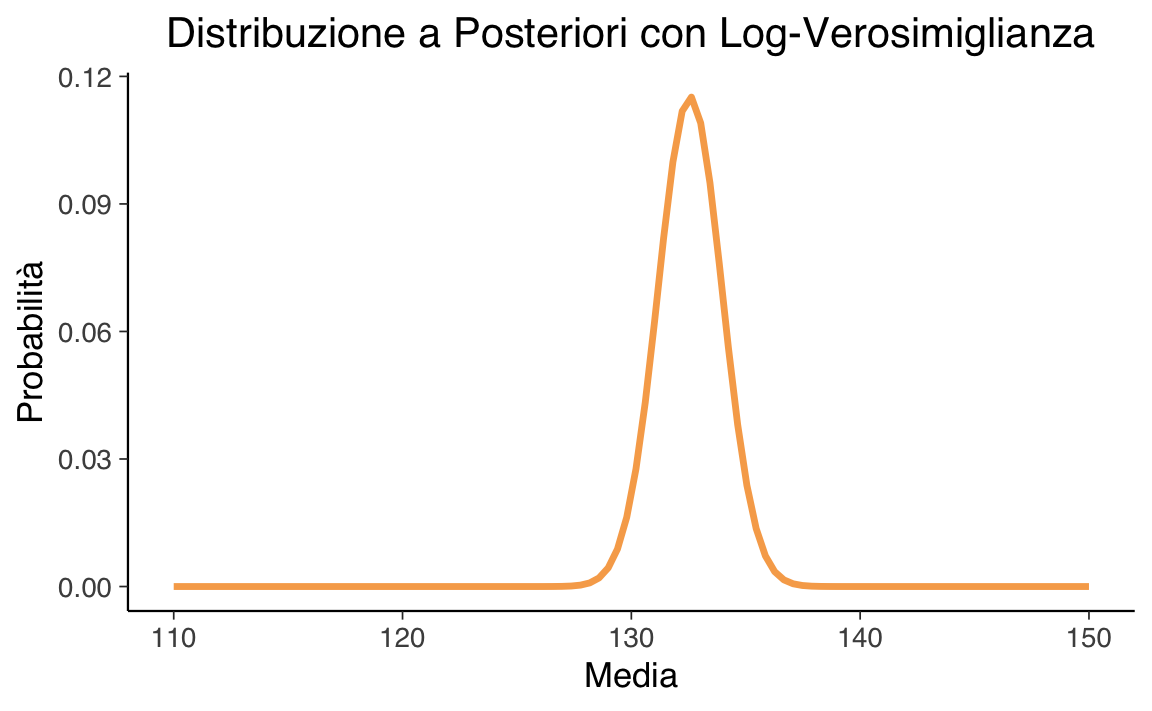 Distribuzione a Posteriori con Log-Verosimiglianza
0.12
0.09
0.06
0.03
0.00
Probabilità
110 120 130 140 150
Media